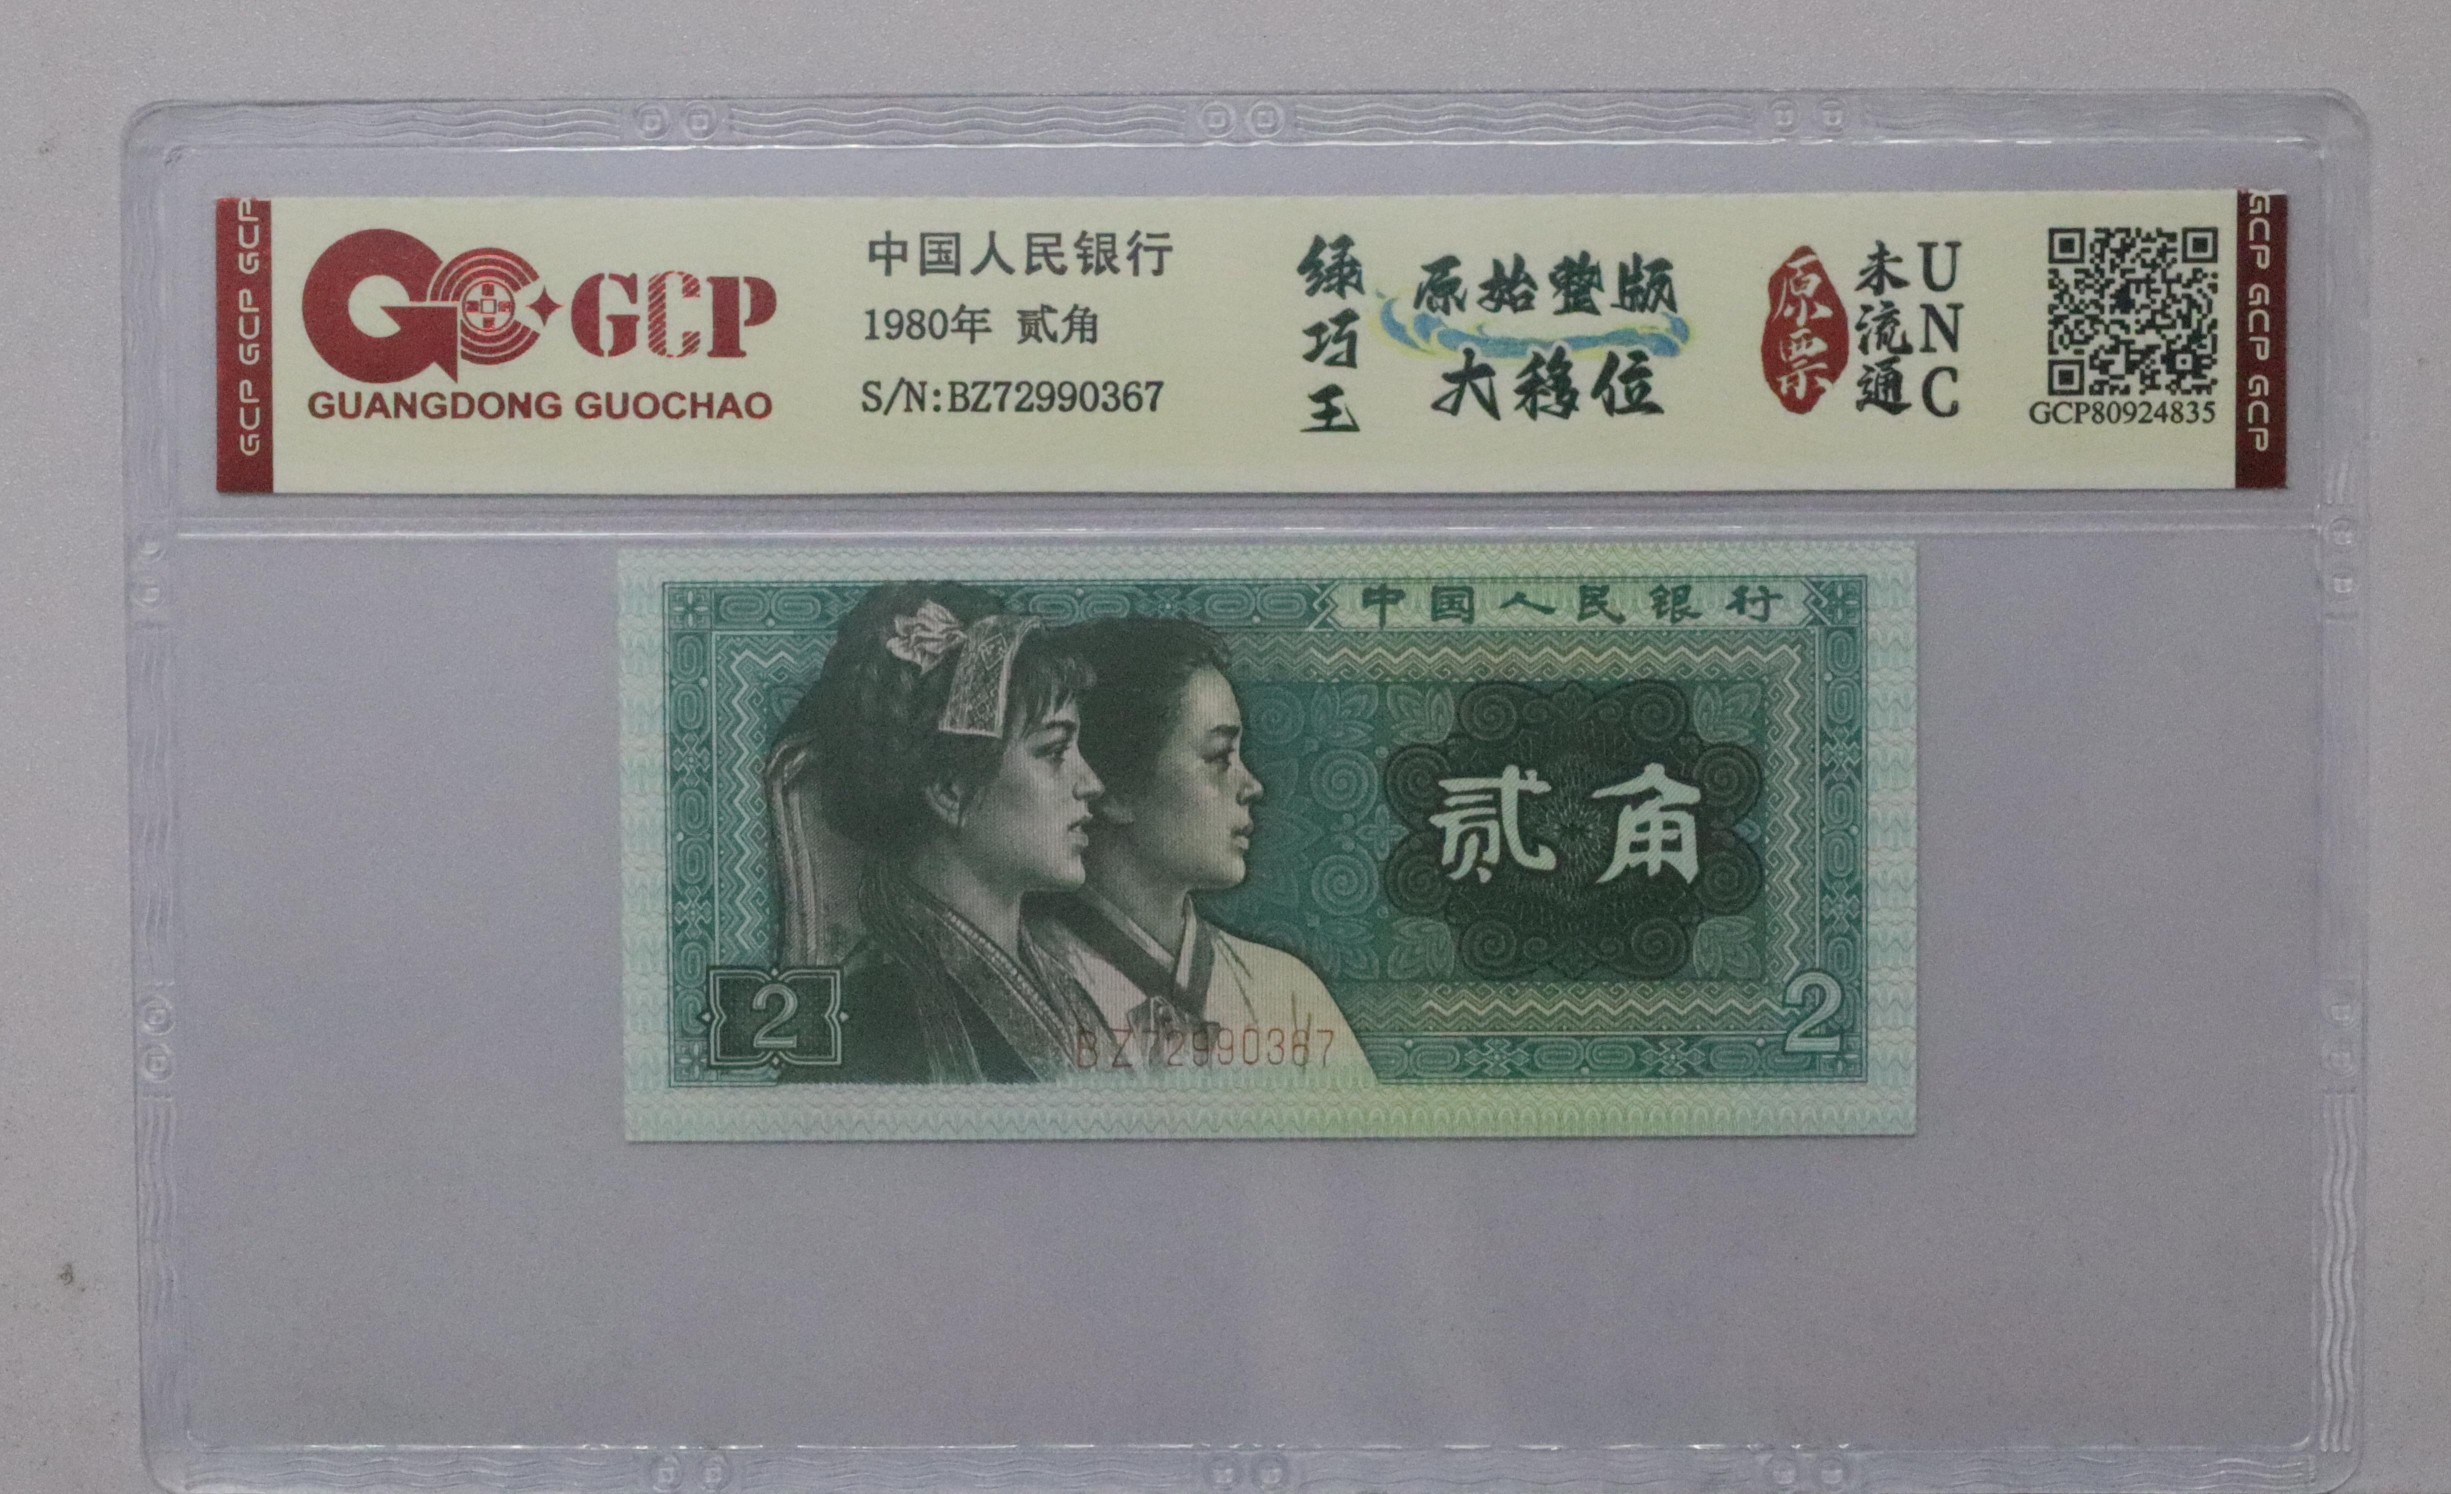 GCP GCP GCP
GCP
GUANGDONG GUOCHAO
中国人民银行
1980年 贰角
S/N:BZ72990367
绿巧王
原始整版
大移位
原票
未流通
UNC
GCP80924835
GCP GCP GCP
中国人民银行
贰角
2
2
BZ72990367